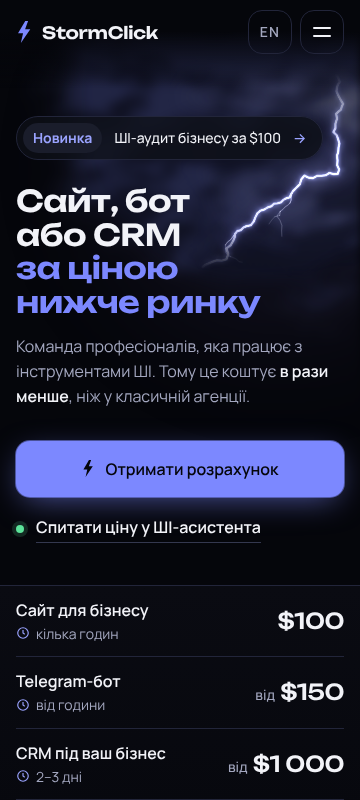 StormClick
EN
Новинка ШІ-аудит бізнесу за $100 →
Сайт, бот
або CRM
за ціною
нижче ринку
Команда професіоналів, яка працює з
інструментами ШІ. Тому це коштує в рази
менше, ніж у класичній агенції.
Отримати розрахунок
Спитати ціну у ШІ-асистента
Сайт для бізнесу
кілька годин
$100
Telegram-бот
від години
від $150
CRM під ваш бізнес
2–3 дні
від $1 000